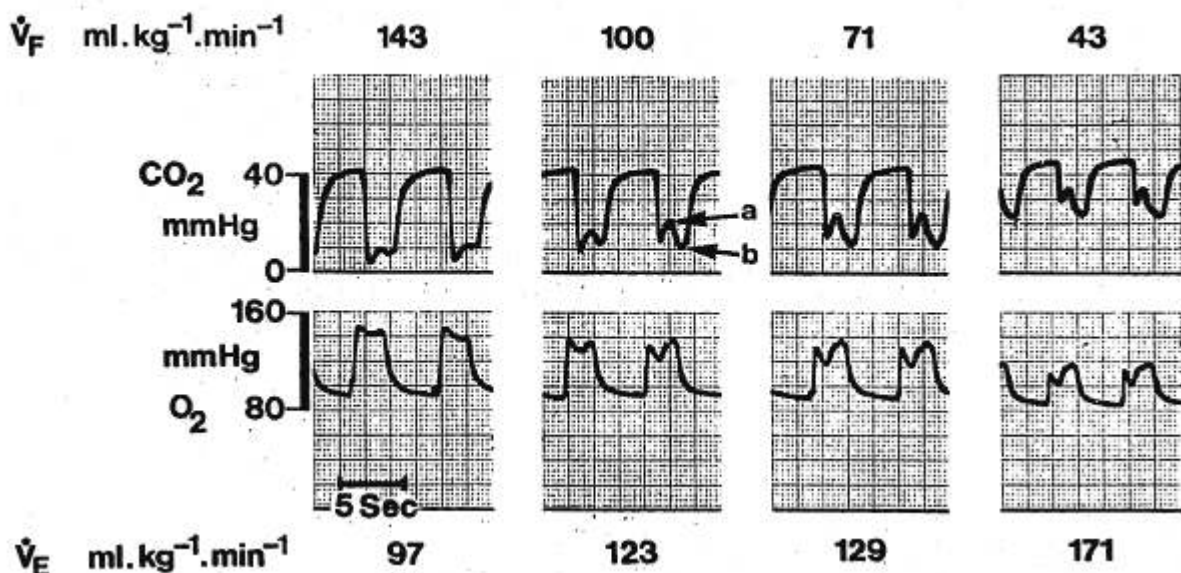 V̇F ml.kg⁻¹.min⁻¹ 143 100 71 43
CO₂ 40
mmHg
0
a
b
160
mmHg
O₂ 80
5 Sec
V̇E ml.kg⁻¹.min⁻¹ 97 123 129 171